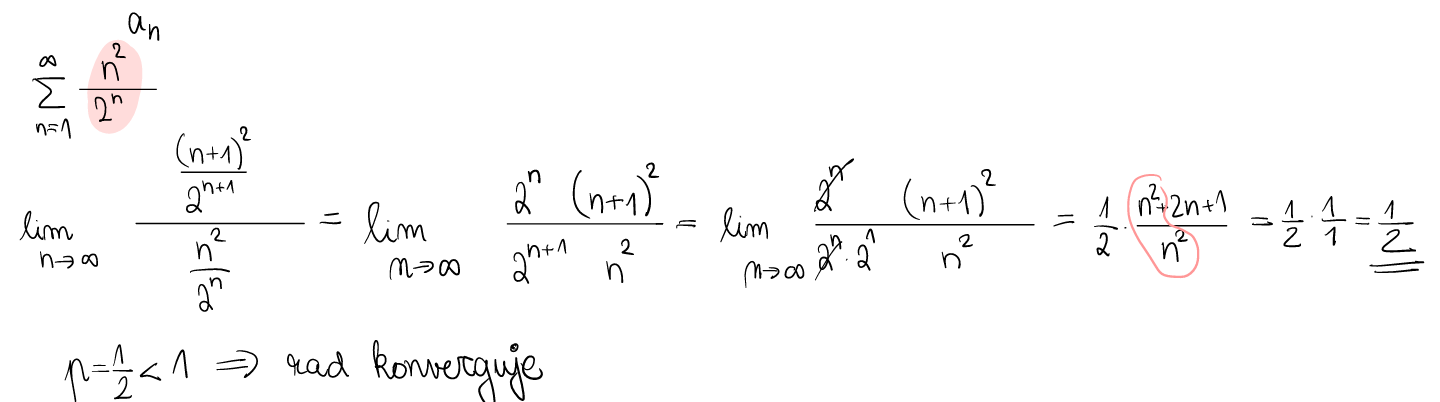 aₙ
∑_{n=1}^{∞} n²/2ⁿ
lim_{n→∞} ((n+1)²/2ⁿ⁺¹)/(n²/2ⁿ) = lim_{n→∞} (2ⁿ (n+1)²)/(2ⁿ⁺¹ n²) = lim_{n→∞} (2ⁿ (n+1)²)/(2ⁿ · 2¹ n²) = 1/2 · (n²+2n+1)/n² = 1/2 · 1/1 = 1/2
p = 1/2 < 1 ⇒ rad konverguje